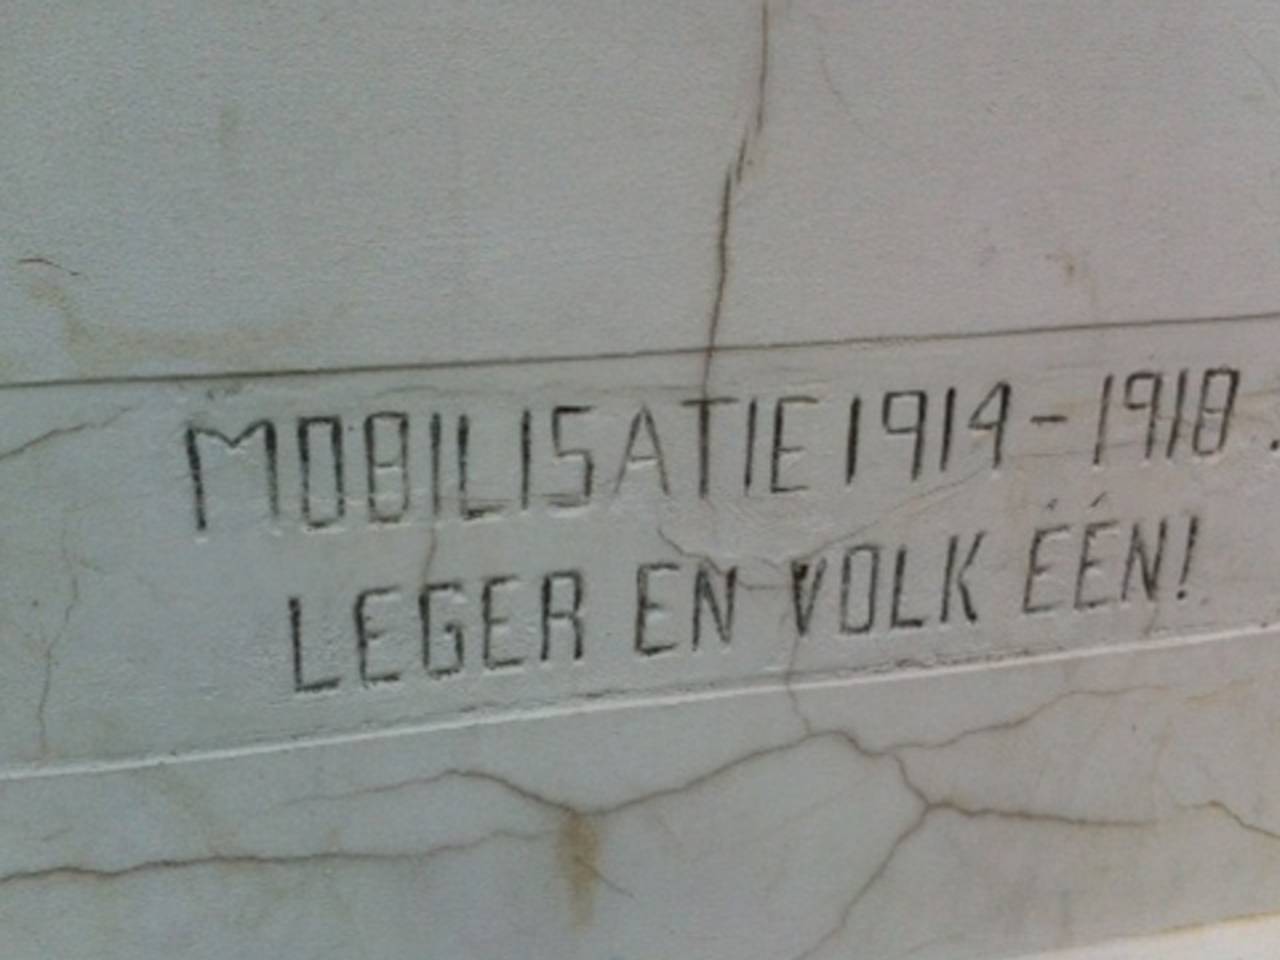 MOBILISATIE 1914-1918.
LEGER EN VOLK ÉÉN!